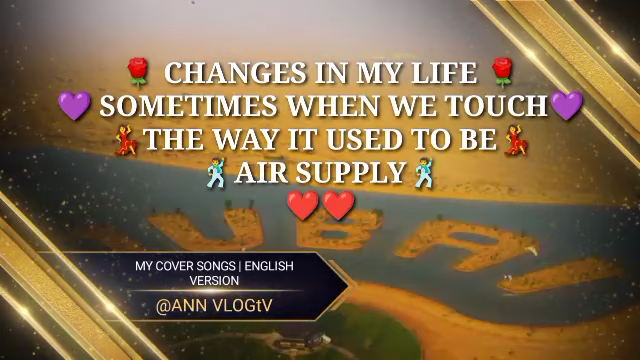 🌹 CHANGES IN MY LIFE 🌹
💜 SOMETIMES WHEN WE TOUCH💜
💃THE WAY IT USED TO BE💃
🕺AIR SUPPLY🕺
❤️❤️
UBAI
MY COVER SONGS | ENGLISH
VERSION
@ANN VLOGtV